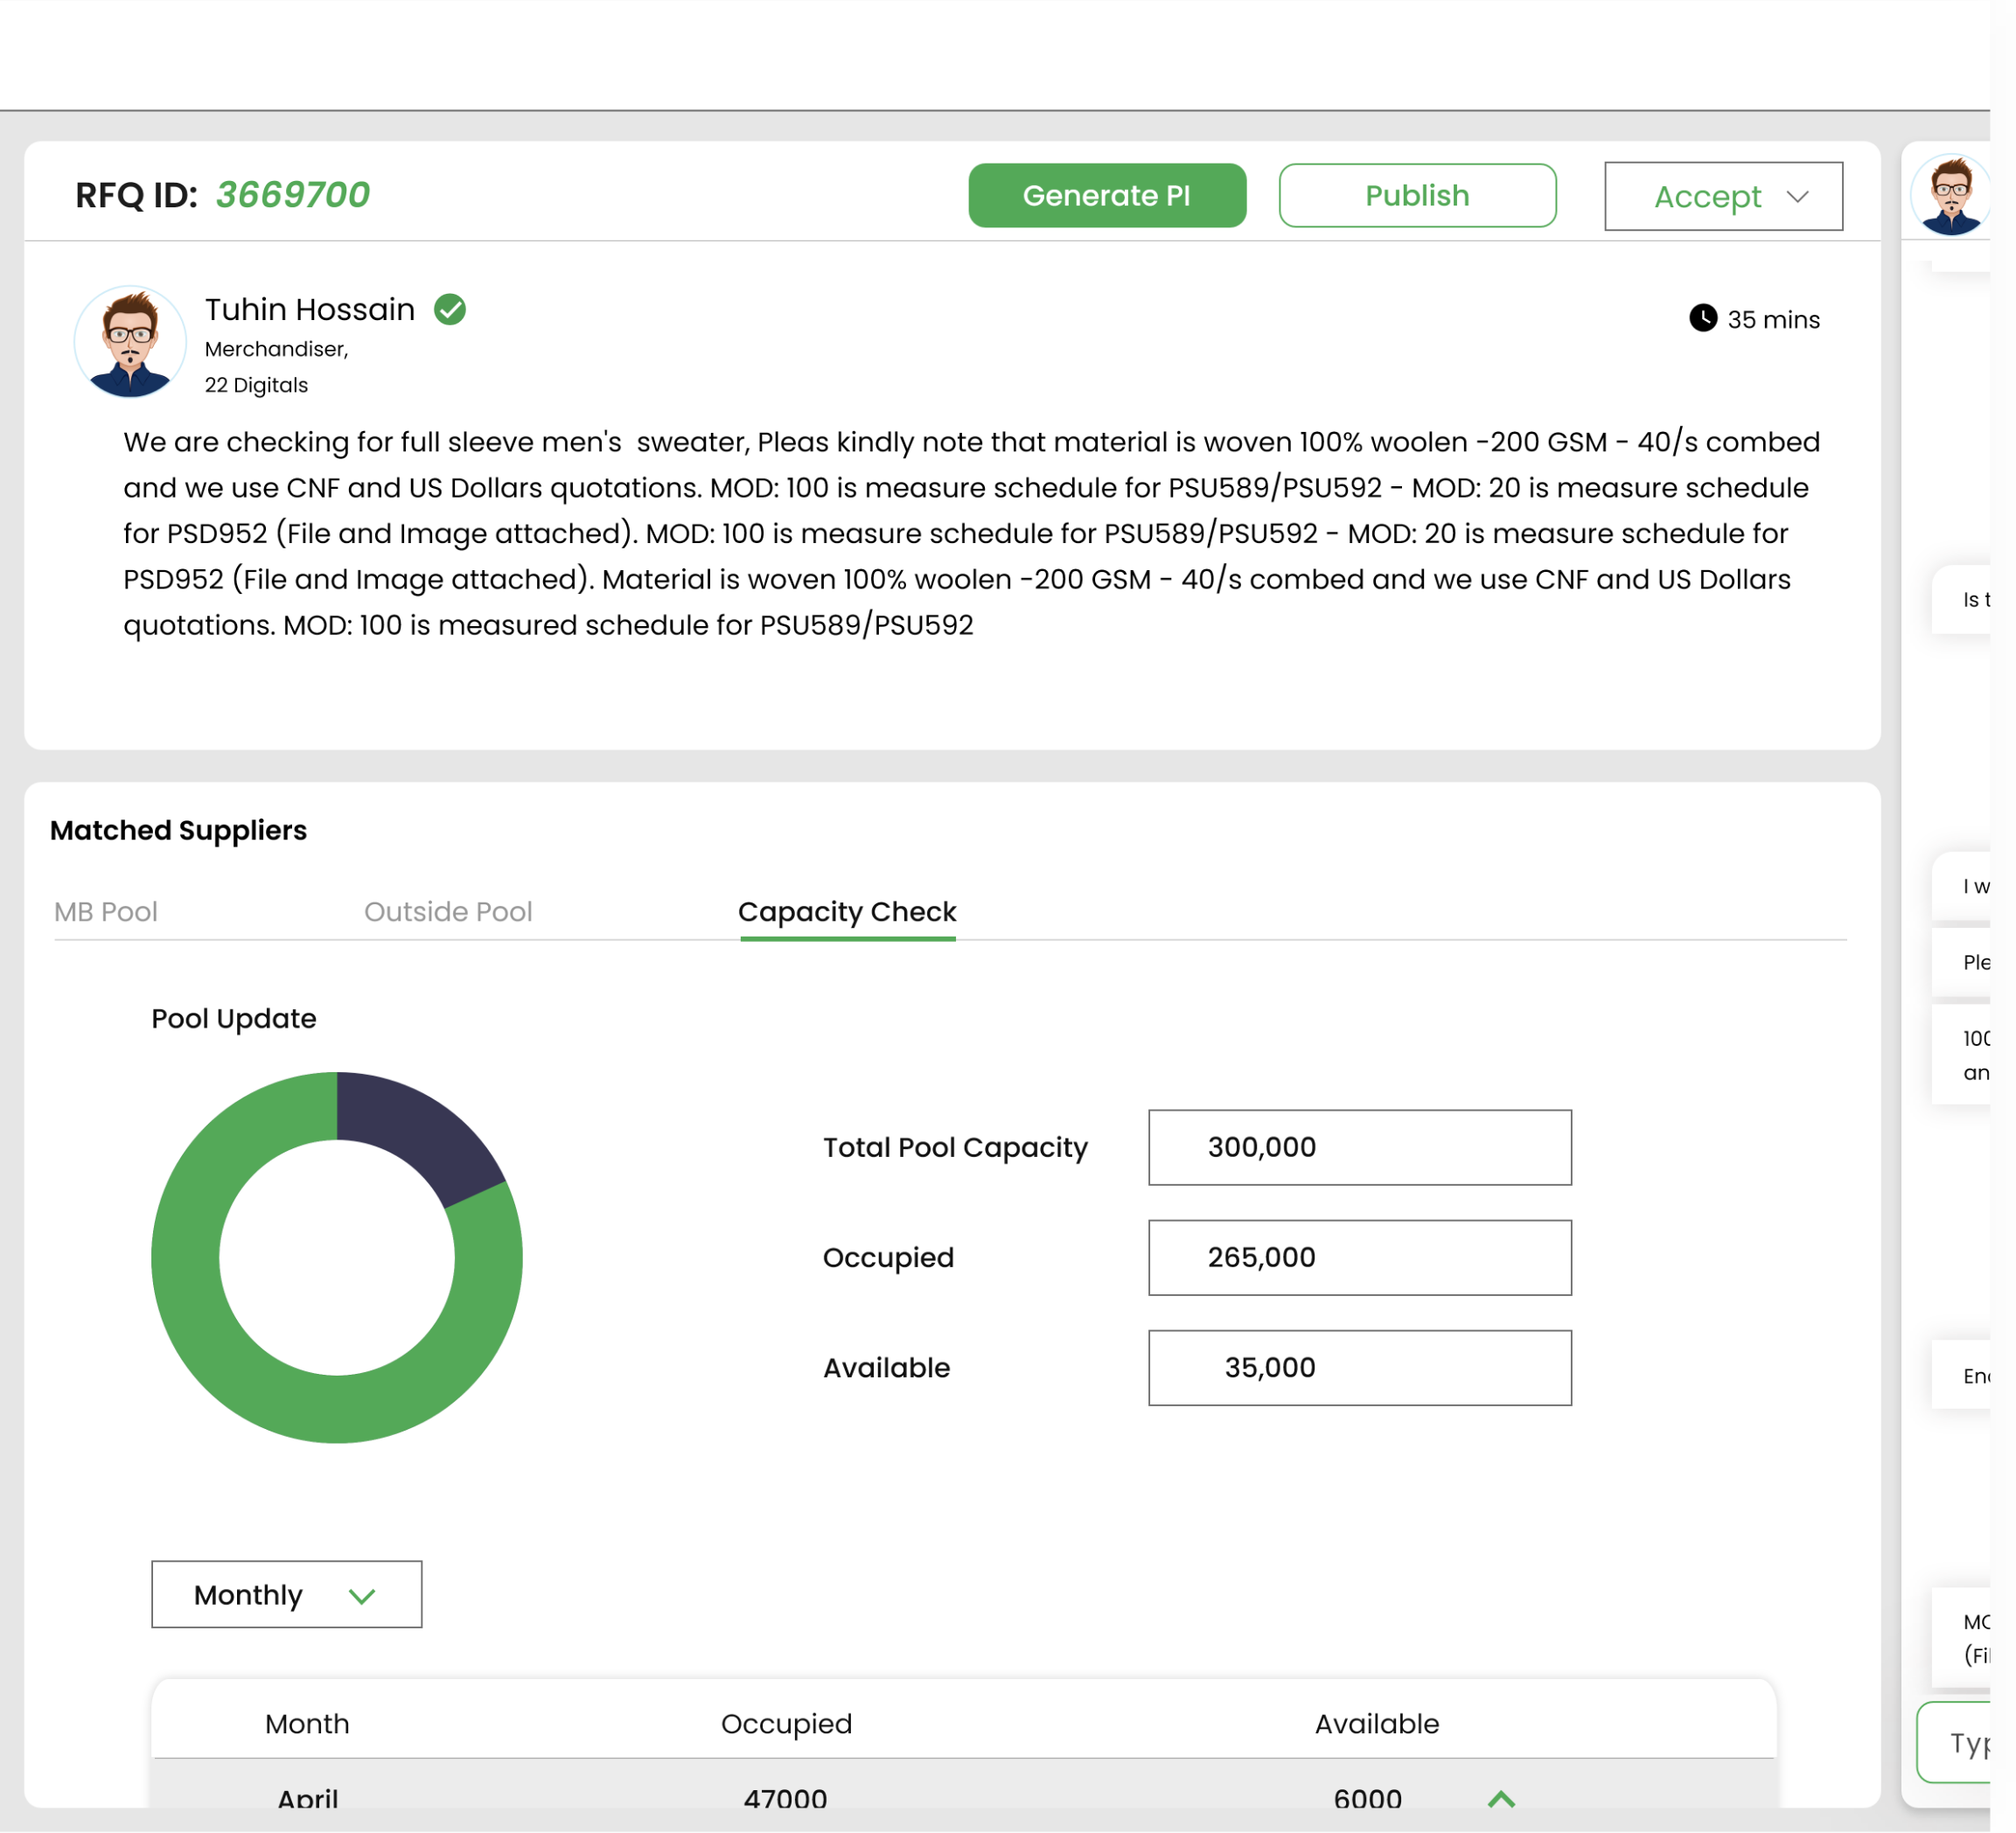 RFQ ID: 3669700
Generate PI
Publish
Accept
Tuhin Hossain
Merchandiser,
22 Digitals
35 mins
We are checking for full sleeve men's  sweater, Pleas kindly note that material is woven 100% woolen -200 GSM - 40/s combed
and we use CNF and US Dollars quotations. MOD: 100 is measure schedule for PSU589/PSU592 - MOD: 20 is measure schedule
for PSD952 (File and Image attached). MOD: 100 is measure schedule for PSU589/PSU592 - MOD: 20 is measure schedule for
PSD952 (File and Image attached). Material is woven 100% woolen -200 GSM - 40/s combed and we use CNF and US Dollars
quotations. MOD: 100 is measured schedule for PSU589/PSU592
Matched Suppliers
MB Pool
Outside Pool
Capacity Check
Pool Update
Total Pool Capacity 300,000
Occupied 265,000
Available 35,000
Monthly
Month Occupied Available
April 47000 6000
Is
I